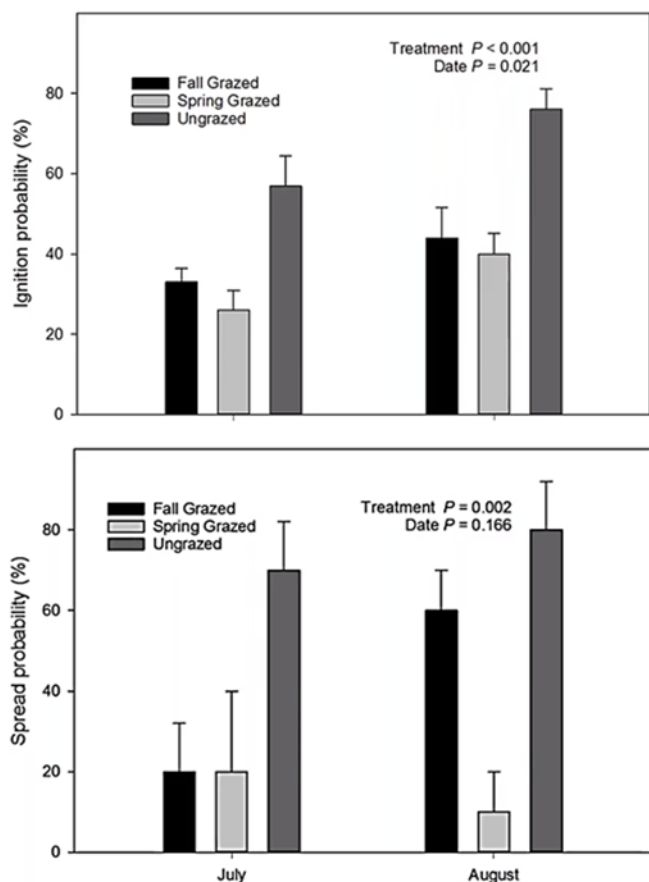 Treatment P < 0.001
Date P = 0.021
Fall Grazed
Spring Grazed
Ungrazed
Ignition probability (%)
80
60
40
20
0
Treatment P = 0.002
Date P = 0.166
Fall Grazed
Spring Grazed
Ungrazed
Spread probability (%)
80
60
40
20
0
July
August